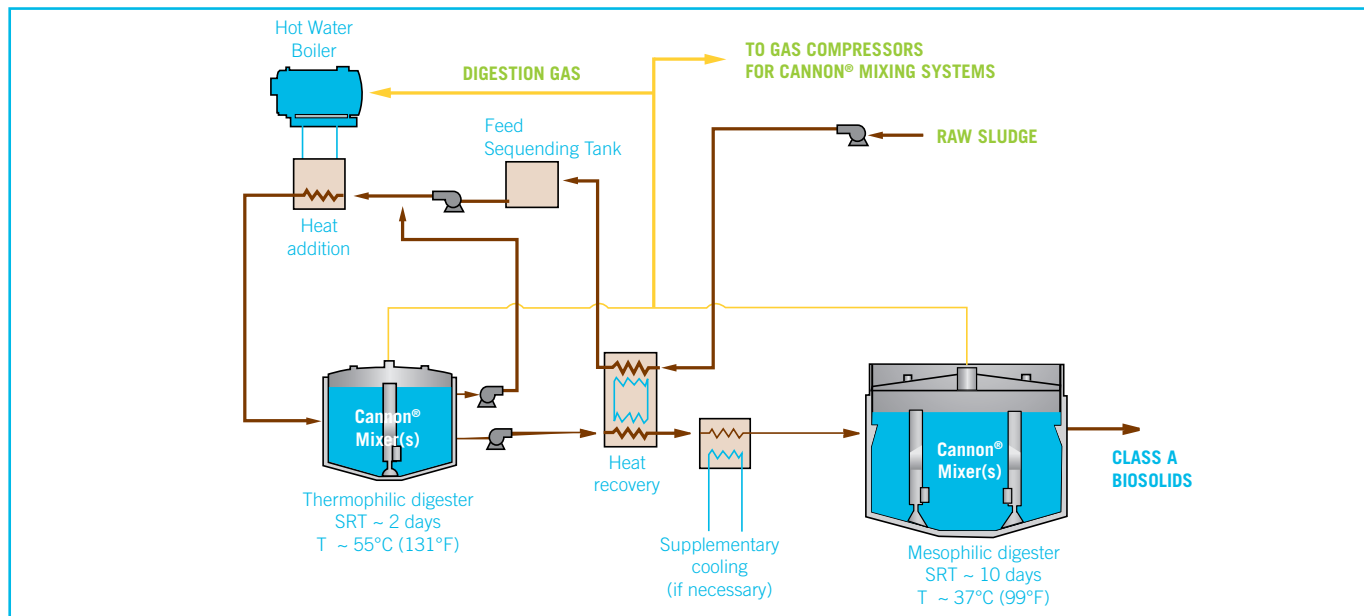 Hot Water
Boiler
DIGESTION GAS
TO GAS COMPRESSORS
FOR CANNON® MIXING SYSTEMS
Feed
Sequending Tank
RAW SLUDGE
Heat
addition
Cannon®
Mixer(s)
Thermophilic digester
SRT ~ 2 days
T ~ 55°C (131°F)
Heat
recovery
Supplementary
cooling
(if necessary)
Cannon®
Mixer(s)
Mesophilic digester
SRT ~ 10 days
T ~ 37°C (99°F)
CLASS A
BIOSOLIDS